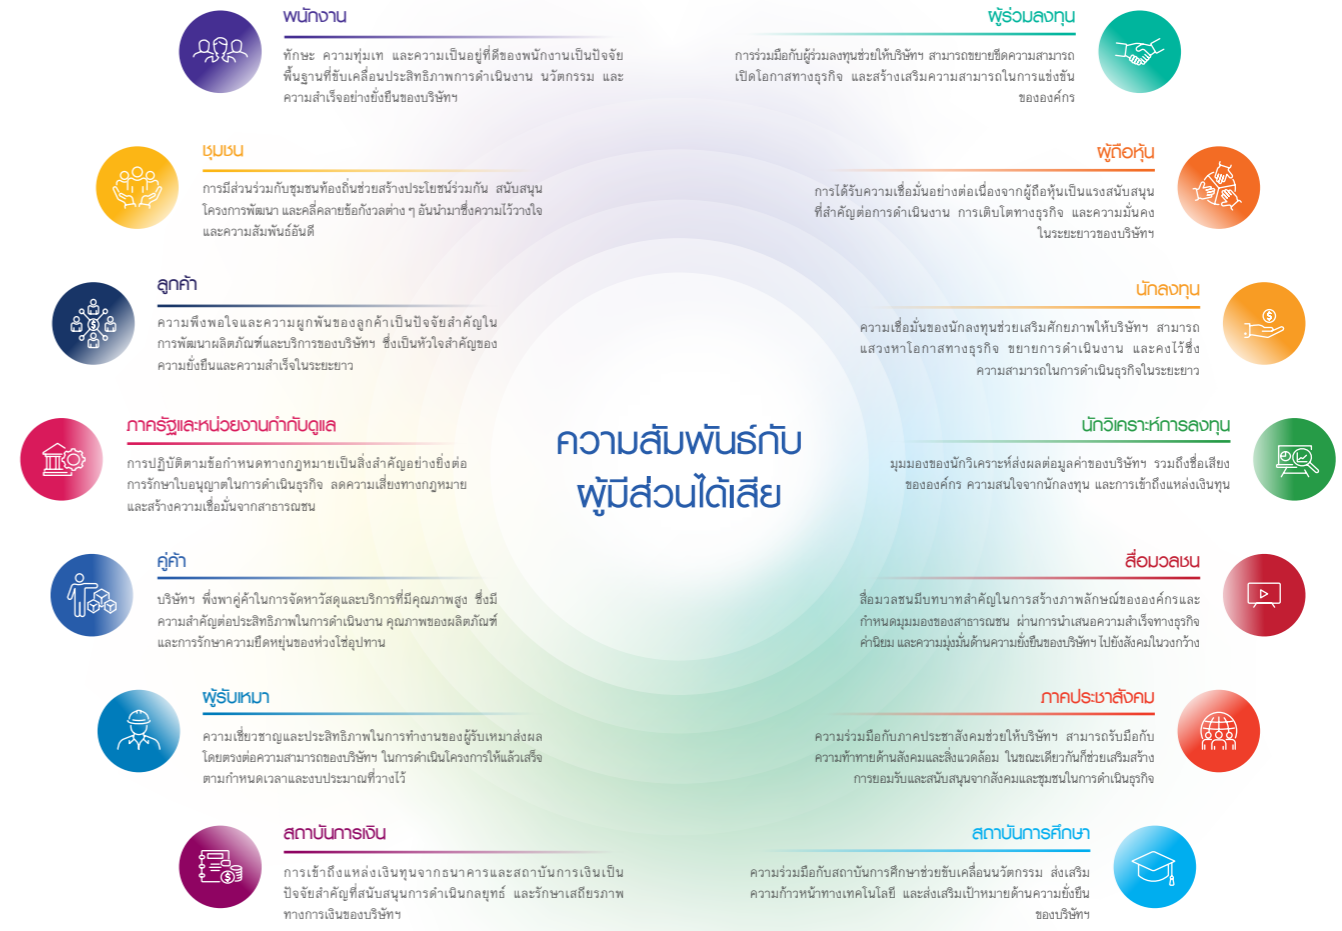 พนักงาน
ทักษะ ความทุ่มเท และความเป็นอยู่ที่ดีของพนักงานเป็นปัจจัย
พื้นฐานที่ขับเคลื่อนประสิทธิภาพการดำเนินงาน นวัตกรรม และ
ความสำเร็จอย่างยั่งยืนของบริษัทฯ
ชุมชน
การมีส่วนร่วมกับชุมชนท้องถิ่นช่วยสร้างประโยชน์ร่วมกัน สนับสนุน
โครงการพัฒนา และคลี่คลายข้อกังวลต่าง ๆ อันนำมาซึ่งความไว้วางใจ
และความสัมพันธ์อันดี
ลูกค้า
ความพึงพอใจและความผูกพันของลูกค้าเป็นปัจจัยสำคัญใน
การพัฒนาผลิตภัณฑ์และบริการของบริษัทฯ ซึ่งเป็นหัวใจสำคัญของ
ความยั่งยืนและความสำเร็จในระยะยาว
ภาครัฐและหน่วยงานกำกับดูแล
การปฏิบัติตามข้อกำหนดทางกฎหมายเป็นสิ่งสำคัญอย่างยิ่งต่อ
การรักษาใบอนุญาตในการดำเนินธุรกิจ ลดความเสี่ยงทางกฎหมาย
และสร้างความเชื่อมั่นจากสาธารณชน
คู่ค้า
บริษัทฯ พึ่งพาคู่ค้าในการจัดหาวัสดุและบริการที่มีคุณภาพสูง ซึ่งมี
ความสำคัญต่อประสิทธิภาพในการดำเนินงาน คุณภาพของผลิตภัณฑ์
และการรักษาความยืดหยุ่นของห่วงโซ่อุปทาน
ผู้รับเหมา
ความเชี่ยวชาญและประสิทธิภาพในการทำงานของผู้รับเหมาส่งผล
โดยตรงต่อความสามารถของบริษัทฯ ในการดำเนินโครงการให้แล้วเสร็จ
ตามกำหนดเวลาและงบประมาณที่วางไว้
สถาบันการเงิน
การเข้าถึงแหล่งเงินทุนจากธนาคารและสถาบันการเงินเป็น
ปัจจัยสำคัญที่สนับสนุนการดำเนินกลยุทธ์ และรักษาเสถียรภาพ
ทางการเงินของบริษัทฯ
ความสัมพันธ์กับ
ผู้มีส่วนได้เสีย
ผู้ร่วมลงทุน
การร่วมมือกับผู้ร่วมลงทุนช่วยให้บริษัทฯ สามารถขยายขีดความสามารถ
เปิดโอกาสทางธุรกิจ และสร้างเสริมความสามารถในการแข่งขัน
ขององค์กร
ผู้ถือหุ้น
การได้รับความเชื่อมั่นอย่างต่อเนื่องจากผู้ถือหุ้นเป็นแรงสนับสนุน
ที่สำคัญต่อการดำเนินงาน การเติบโตทางธุรกิจ และความมั่นคง
ในระยะยาวของบริษัทฯ
นักลงทุน
ความเชื่อมั่นของนักลงทุนช่วยเสริมศักยภาพให้บริษัทฯ สามารถ
แสวงหาโอกาสทางธุรกิจ ขยายการดำเนินงาน และคงไว้ซึ่ง
ความสามารถในการดำเนินธุรกิจในระยะยาว
นักวิเคราะห์การลงทุน
มุมมองของนักวิเคราะห์ส่งผลต่อมูลค่าของบริษัทฯ รวมถึงชื่อเสียง
ขององค์กร ความสนใจจากนักลงทุน และการเข้าถึงแหล่งเงินทุน
สื่อมวลชน
สื่อมวลชนมีบทบาทสำคัญในการสร้างภาพลักษณ์ขององค์กรและ
กำหนดมุมมองของสาธารณชน ผ่านการนำเสนอความสำเร็จทางธุรกิจ
ค่านิยม และความมุ่งมั่นด้านความยั่งยืนของบริษัทฯ ไปยังสังคมในวงกว้าง
ภาคประชาสังคม
ความร่วมมือกับภาคประชาสังคมช่วยให้บริษัทฯ สามารถรับมือกับ
ความท้าทายด้านสังคมและสิ่งแวดล้อม ในขณะเดียวกันก็ช่วยเสริมสร้าง
การยอมรับและสนับสนุนจากสังคมและชุมชนในการดำเนินธุรกิจ
สถาบันการศึกษา
ความร่วมมือกับสถาบันการศึกษาช่วยขับเคลื่อนนวัตกรรม ส่งเสริม
ความก้าวหน้าทางเทคโนโลยี และส่งเสริมเป้าหมายด้านความยั่งยืน
ของบริษัทฯ